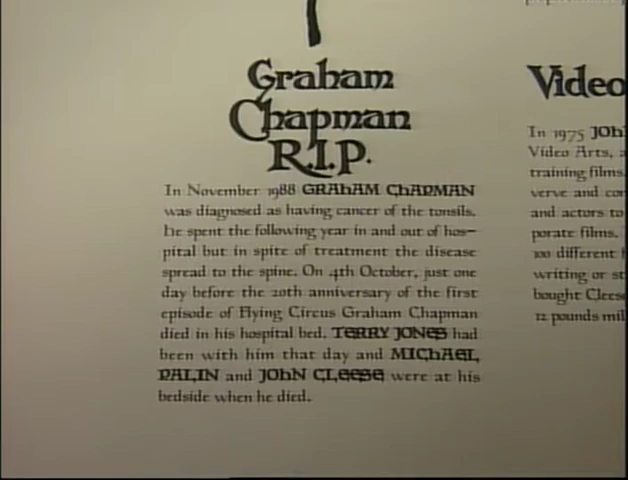 Graham
Chapman
R.I.P.
In November 1988 GRAHAM CHAPMAN
was diagnosed as having cancer of the tonsils.
he spent the following year in and out of hos-
pital but in spite of treatment the disease
spread to the spine. On 4th October, just one
day before the 20th anniversary of the first
episode of Flying Circus Graham Chapman
died in his hospital bed. TERRY JONES had
been with him that day and MICHAEL
PALIN and JOHN CLEESE were at his
bedside when he died.
Video
In 1975 JOH
Video Arts, a
training films.
verve and co
and actors to
porate films.
100 different
writing or st
bought Clees
12 pounds mil